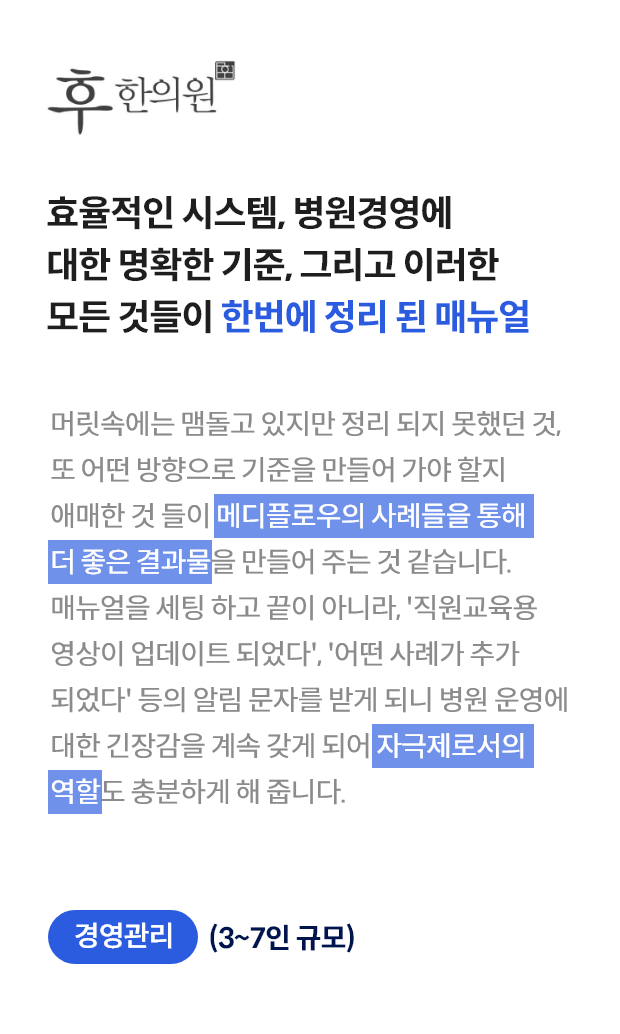 후한의원
효율적인 시스템, 병원경영에
대한 명확한 기준, 그리고 이러한
모든 것들이 한번에 정리 된 매뉴얼
머릿속에는 맴돌고 있지만 정리 되지 못했던 것,
또 어떤 방향으로 기준을 만들어 가야 할지
애매한 것 들이 메디플로우의 사례들을 통해
더 좋은 결과물을 만들어 주는 것 같습니다.
매뉴얼을 세팅 하고 끝이 아니라, '직원교육용
영상이 업데이트 되었다', '어떤 사례가 추가
되었다' 등의 알림 문자를 받게 되니 병원 운영에
대한 긴장감을 계속 갖게 되어 자극제로서의
역할도 충분하게 해 줍니다.
경영관리 (3~7인 규모)